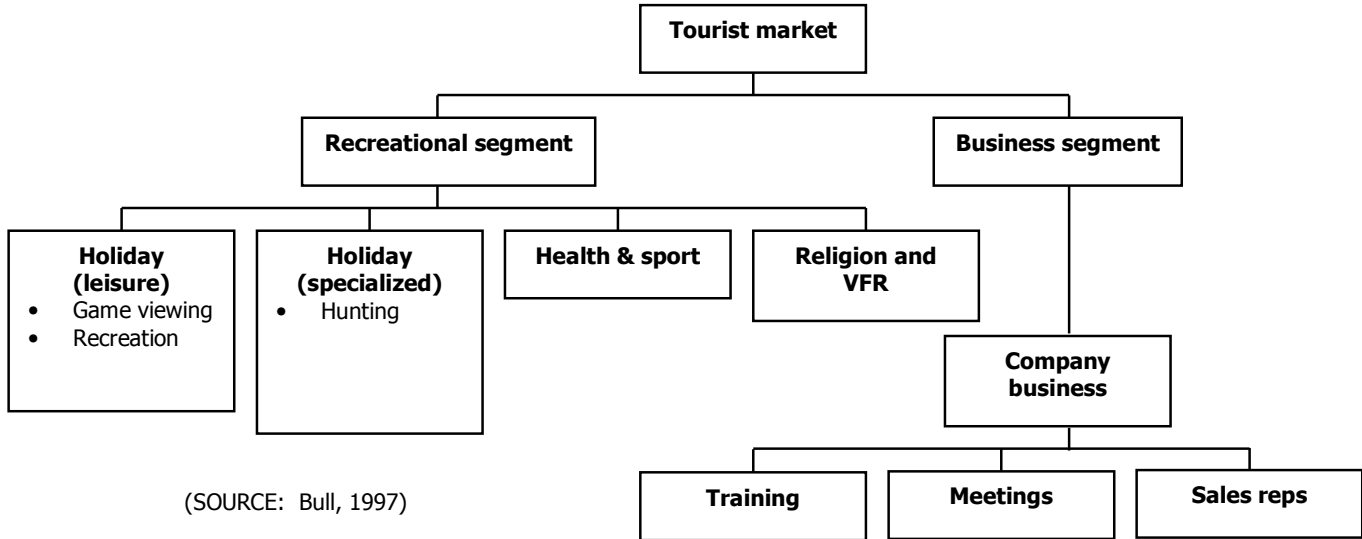 Tourist market
Recreational segment
Business segment
Holiday
(leisure)
• Game viewing
• Recreation
Holiday
(specialized)
• Hunting
Health & sport
Religion and
VFR
Company
business
Training
Meetings
Sales reps
(SOURCE: Bull, 1997)